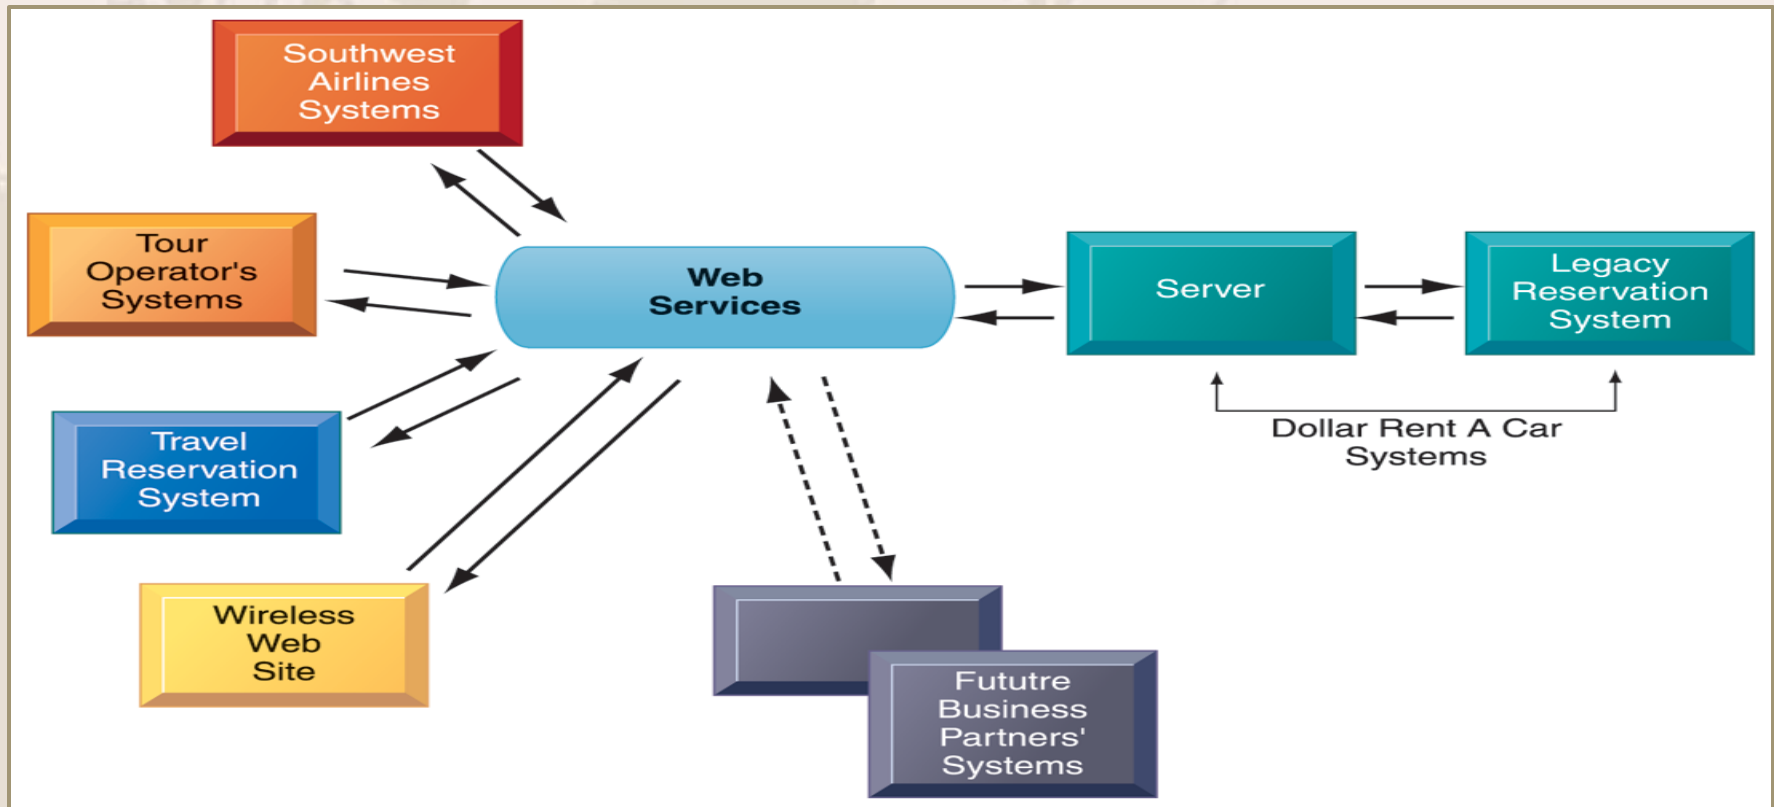 Southwest
Airlines
Systems
Tour
Operator's
Systems
Web
Services
Server
Legacy
Reservation
System
Dollar Rent A Car
Systems
Travel
Reservation
System
Wireless
Web
Site
Fututre
Business
Partners'
Systems